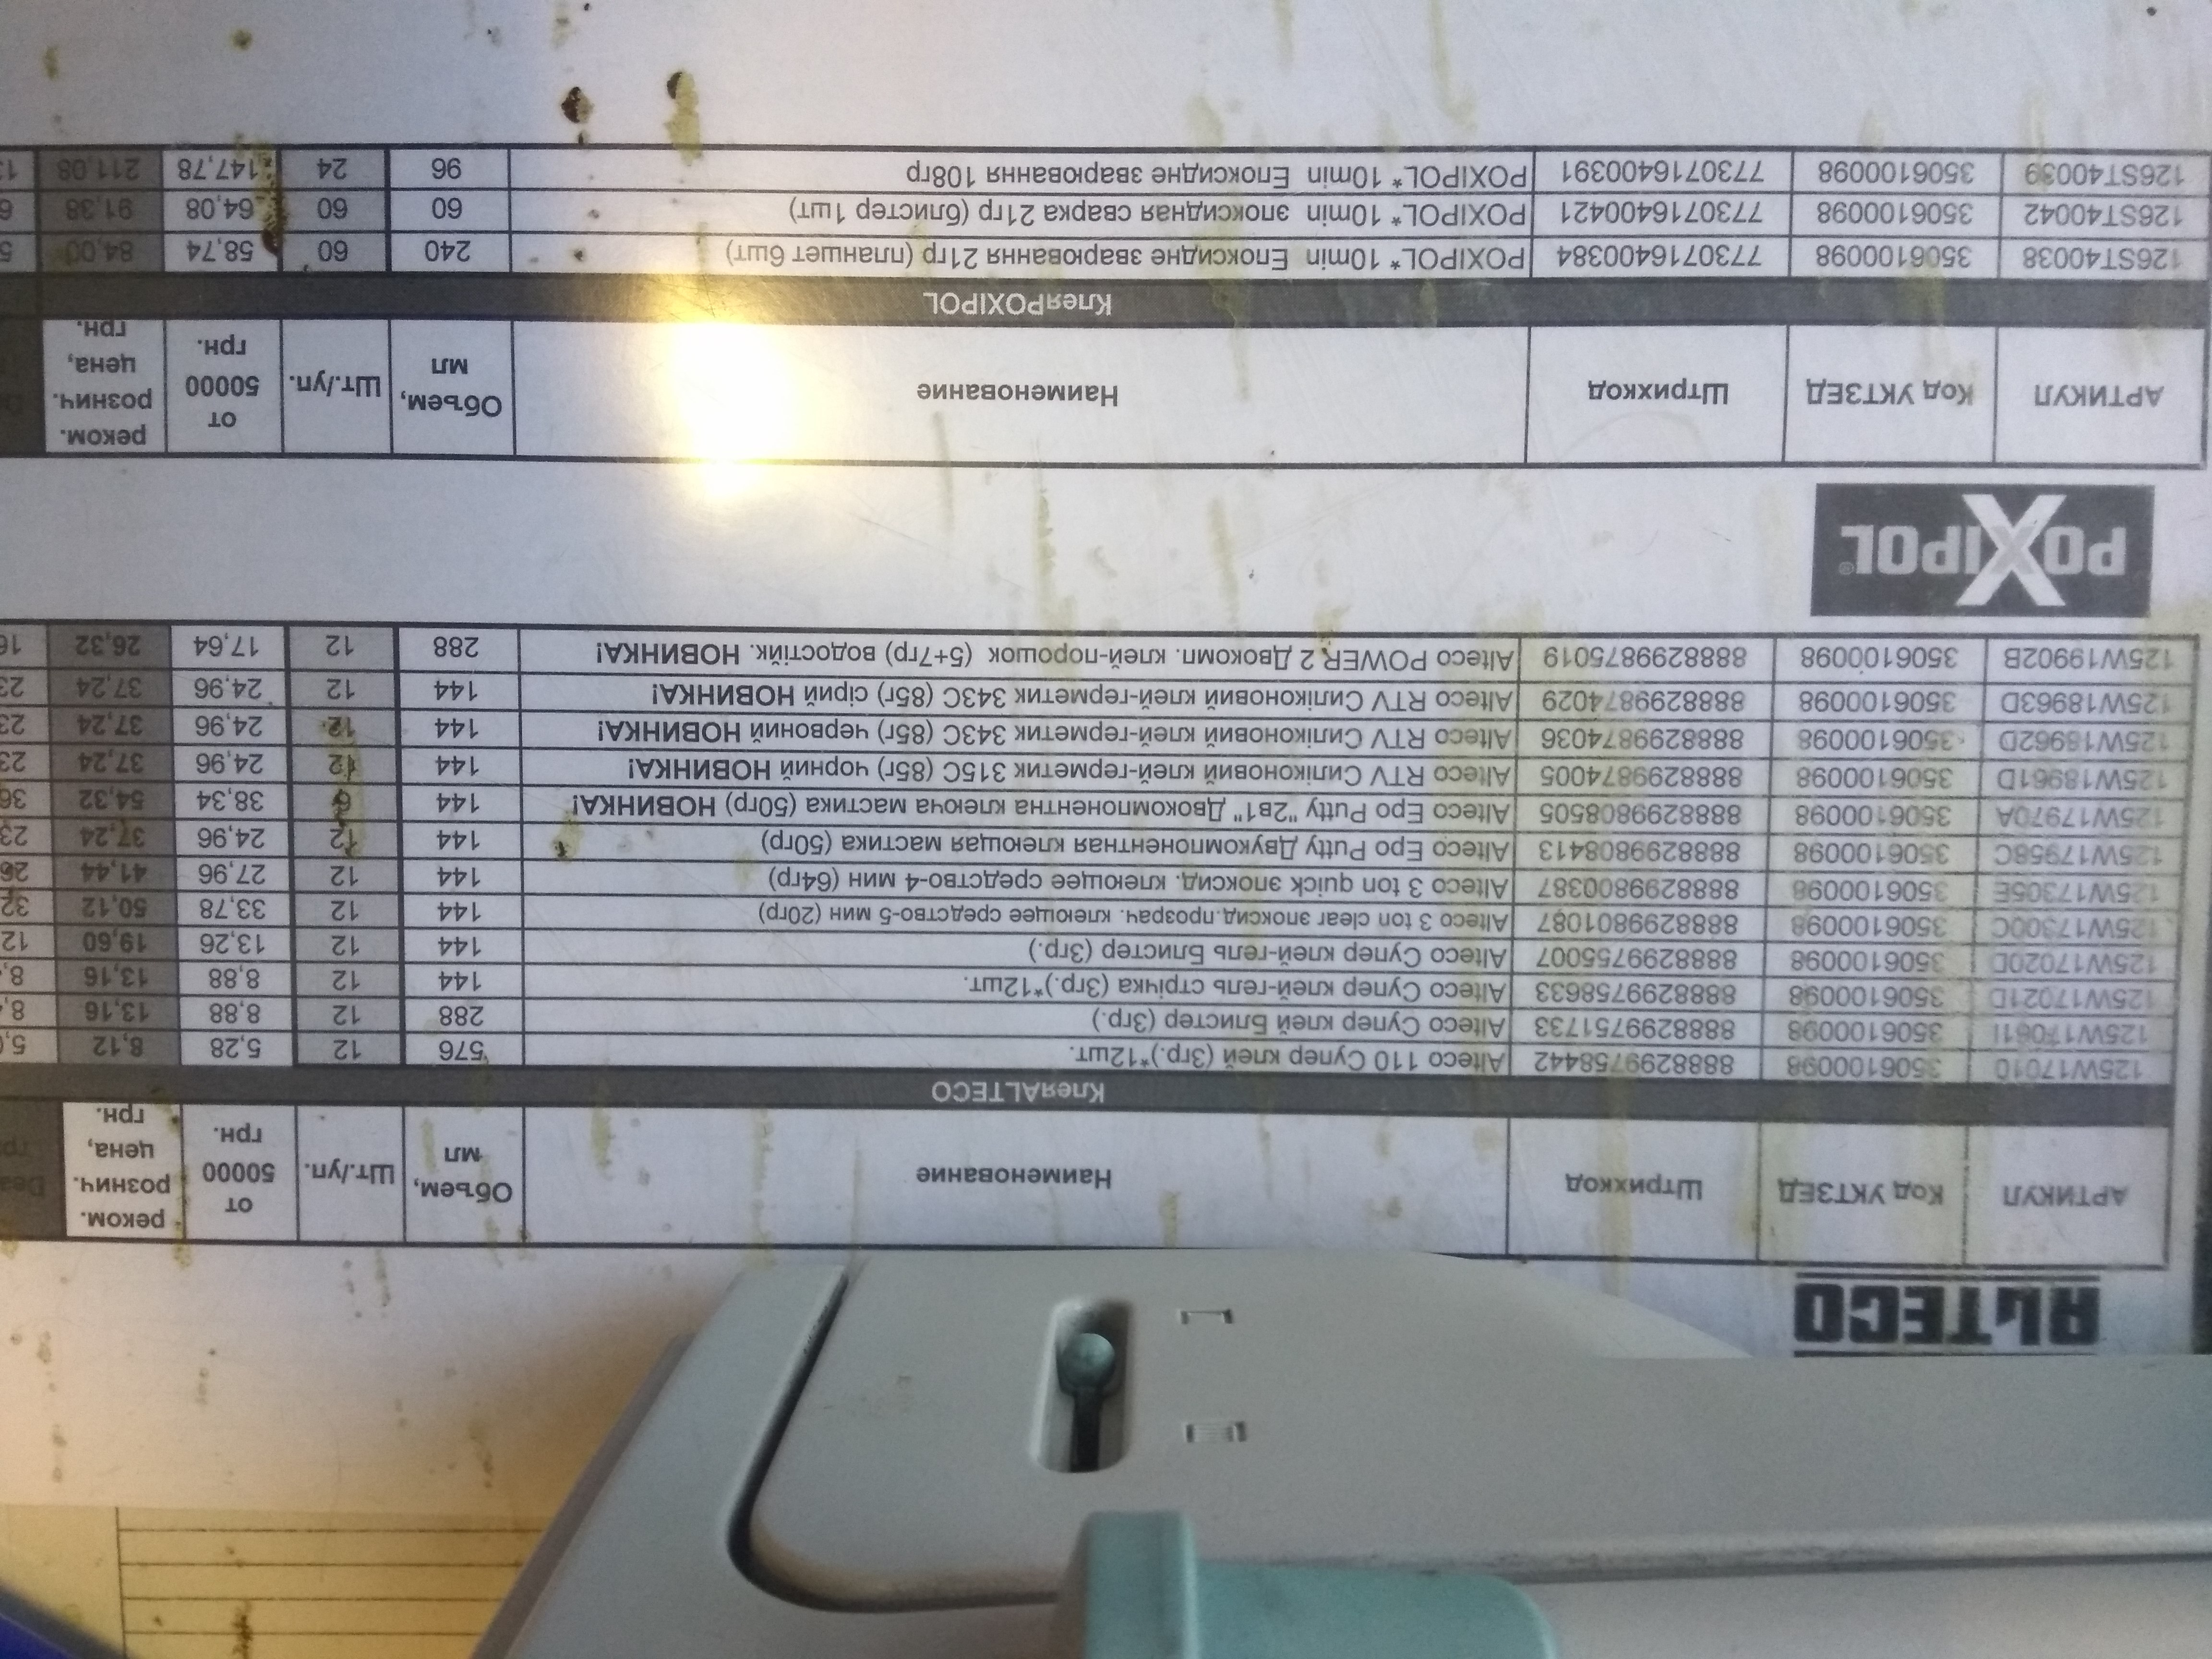 ALTECO
АРТИКУЛ Код УКТЗЕД Штрихкод Наименование Объем, мл Шт./уп. от 50000 грн. реком. рознич. цена, грн.
КлеяALTECO
125W17010 3506100098 8888299758442 Alteco 110 Супер клей (3гр.)*12шт. 576 12 5,28 8,12
3506100098 8888299751733 Alteco Супер клей Блистер (3гр.) 288 12 8,88 13,16
125W17021D 3506100098 8888299758633 Alteco Супер клей-гель стрічка (3гр.)*12шт. 144 12 8,88 13,16
125W17020D 3506100098 8888299755007 Alteco Супер клей-гель Блистер (3гр.) 144 12 13,26 19,60
125W17300C 3506100098 8888299801087 Alteco 3 ton clear эпоксид.прозрач. клеющее средство-5 мин (20гр) 144 12 33,78 50,12
125W17305E 3506100098 8888299800387 Alteco 3 ton quick эпоксид. клеющее средство-4 мин (64гр) 144 12 27,96 41,44
125W17958C 3506100098 8888299808413 Alteco Epo Putty Двукомпонентная клеющая мастика (50гр) 144 12 24,96 37,24
125W17970A 3506100098 8888299808505 Alteco Epo Putty "2в1" Двокомпонентна клеюча мастика (50гр) НОВИНКА! 144 6 38,34 54,32
125W18961D 3506100098 8888299874005 Alteco RTV Силіконовий клей-герметик 315C (85г) чорний НОВИНКА! 144 12 24,96 37,24
125W18962D 3506100098 8888299874036 Alteco RTV Силіконовий клей-герметик 343C (85г) червоний НОВИНКА! 144 12 24,96 37,24
125W18963D 3506100098 8888299874029 Alteco RTV Силіконовий клей-герметик 343C (85г) сірій НОВИНКА! 144 12 24,96 37,24
125W19902B 3506100098 8888299875019 Alteco POWER 2 Двокомп. клей-порошок (5+7гр) водостійк. НОВИНКА! 288 12 17,64 26,32
POXIPOL®
АРТИКУЛ Код УКТЗЕД Штрихкод Наименование Объем, мл Шт./уп. от 50000 грн. реком. рознич. цена, грн.
КлеяPOXIPOL
126ST40038 3506100098 7730716400384 POXIPOL* 10min Епоксидне зварювання 21гр (планшет 6шт) 240 60 58,74 84,00
126ST40042 3506100098 7730716400421 POXIPOL* 10min эпоксидная сварка 21гр (блистер 1шт) 60 60 64,08 91,38
126ST40039 3506100098 7730716400391 POXIPOL* 10min Епоксидне зварювання 108гр 96 24 147,78 211,08